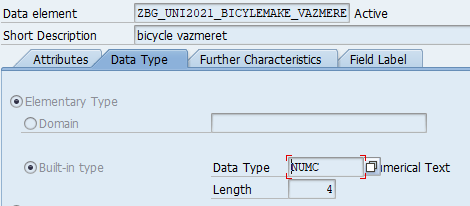 Data element ZBG_UNI2021_BICYLEMAKE_VAZMERE Active
Short Description bicycle vazmeret
Attributes Data Type Further Characteristics Field Label
Elementary Type
Domain
Built-in type Data Type NUMC umerical Text
Length 4